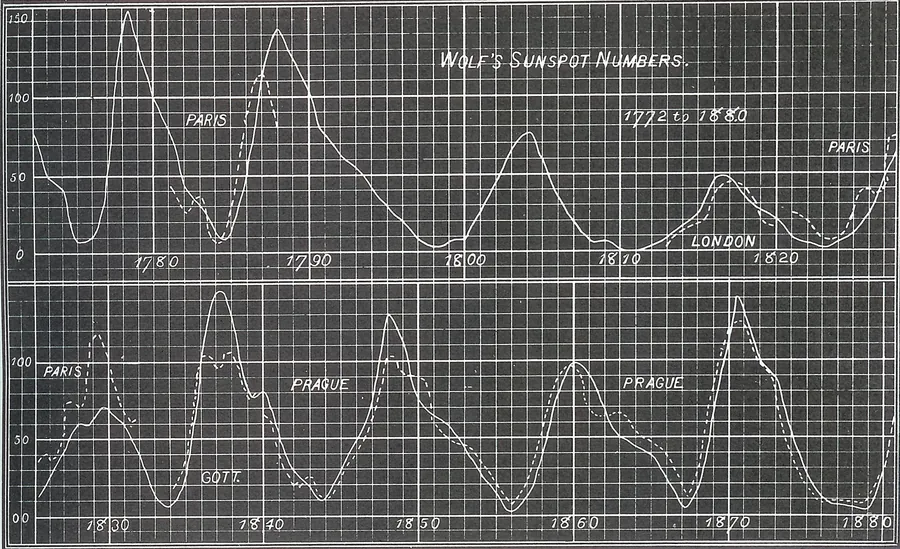 150
WOLF'S SUNSPOT NUMBERS.
100
PARIS
1772 to 1880
PARIS
50
LONDON
0
1780 1790 1800 1810 1820
100
PARIS
PRAGUE
PRAGUE
50
GOTT.
00
1830 1840 1850 1860 1870 1880